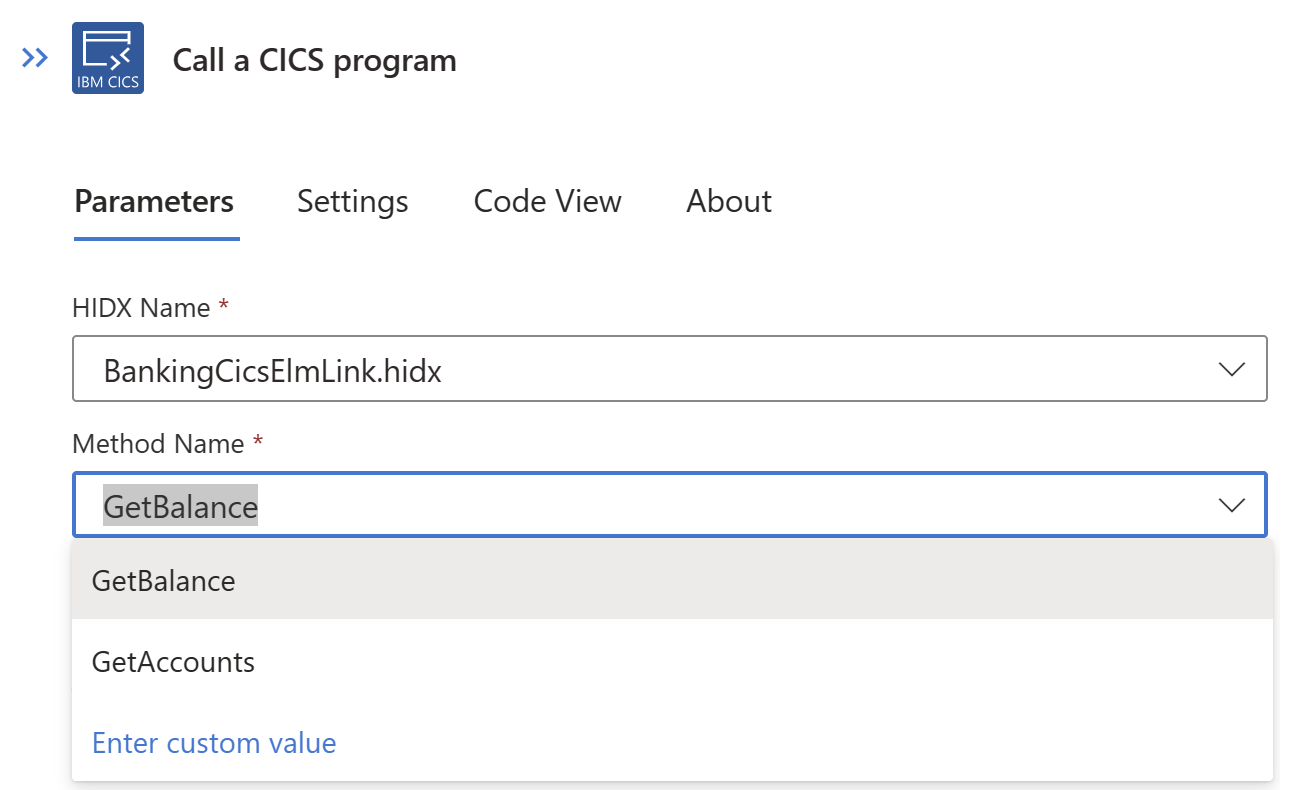 IBM CICS
Call a CICS program
Parameters Settings Code View About
HIDX Name *
BankingCicsElmLink.hidx
Method Name *
GetBalance
GetBalance
GetAccounts
Enter custom value